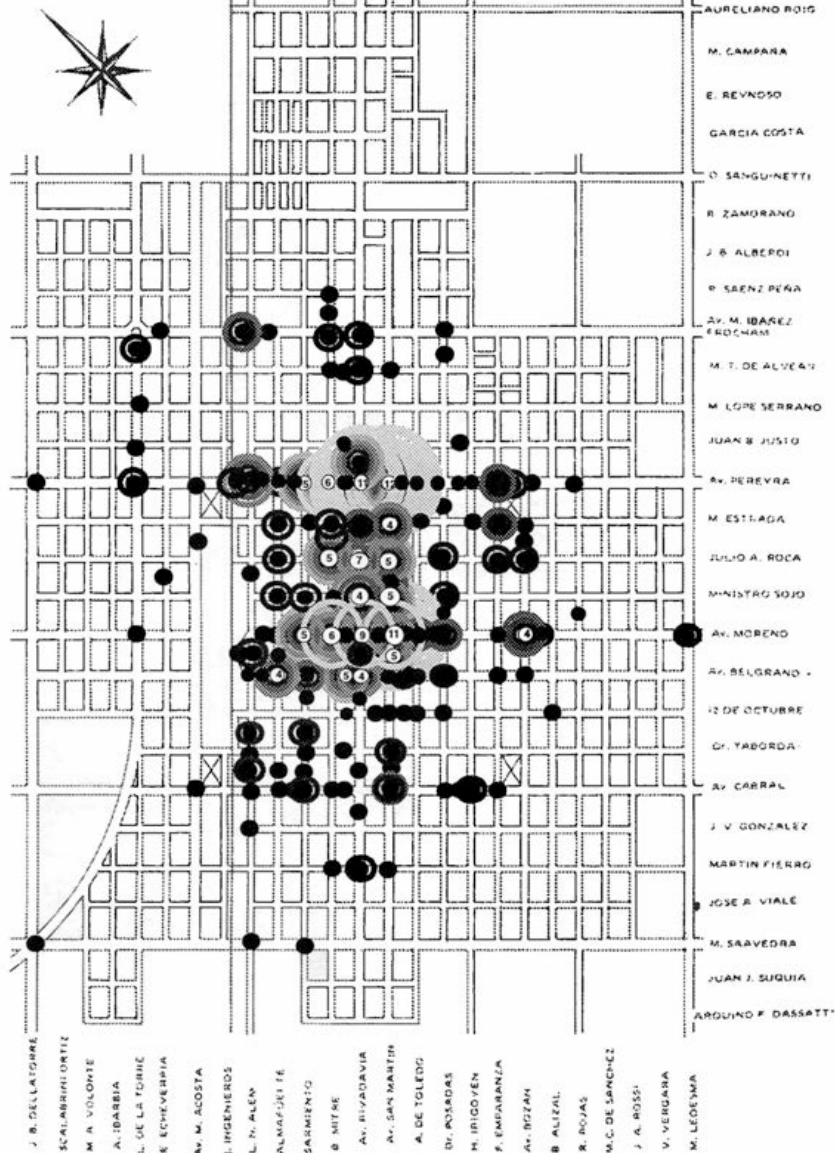 AURELIANO ROIG
M. CAMPAÑA
E. REYNOSO
GARCIA COSTA
O. SANGUINETTI
R. ZAMORANO
J. B. ALBERDI
R. SAENZ PEÑA
AV. M. IBAÑEZ
FROCHAM
M. T. DE ALVEAR
M. LOPE SERRANO
JUAN B JUSTO
5 6 11
Av. PEREYRA
4
M. ESTRADA
5 7 5
JULIO A. ROCA
4 5
MINISTRO SOJO
5 6 9 11 4
Av. MORENO
5
4 5 4
Av. BELGRANO
12 DE OCTUBRE
Dr. TABORDA
Av. CABRAL
J. V. GONZALEZ
MARTIN FIERRO
JOSE A. VIALE
M. SAAVEDRA
JUAN J. SUQUIA
ARQUINO F. DASSATTI
J. B. DELLATORRE
SCALABRINI ORTIZ
M A VOLONTE
A. IBARBIA
L. DE LA TORRE
E ECHEVERRIA
Av. M. ACOSTA
J. INGENIEROS
L. N. ALEM
ALMAFUERTE
SARMIENTO
B MITRE
Av. RIVADAVIA
Av. SAN MARTIN
A. DE TOLEDO
Dr. POSADAS
H. IRIGOYEN
F. EMPARANZA
Av. BOZAN
B ALIZAL
R. ROJAS
M.C. DE SANCHEZ
J. A. ROSSI
V. VERGARA
M. LEDESMA